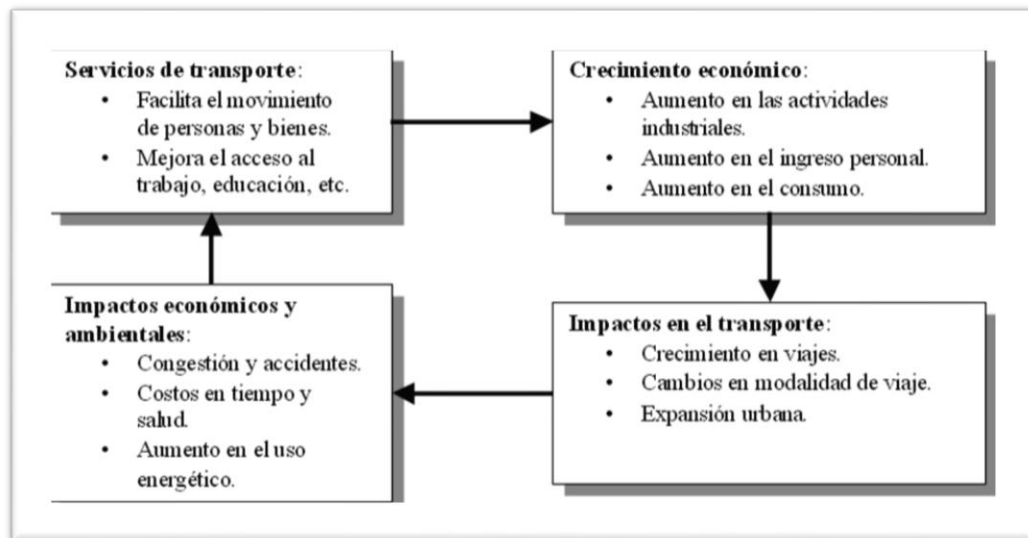 Servicios de transporte:
• Facilita el movimiento
de personas y bienes.
• Mejora el acceso al
trabajo, educación, etc.
Crecimiento económico:
• Aumento en las actividades
industriales.
• Aumento en el ingreso personal.
• Aumento en el consumo.
Impactos económicos y
ambientales:
• Congestión y accidentes.
• Costos en tiempo y
salud.
• Aumento en el uso
energético.
Impactos en el transporte:
• Crecimiento en viajes.
• Cambios en modalidad de viaje.
• Expansión urbana.